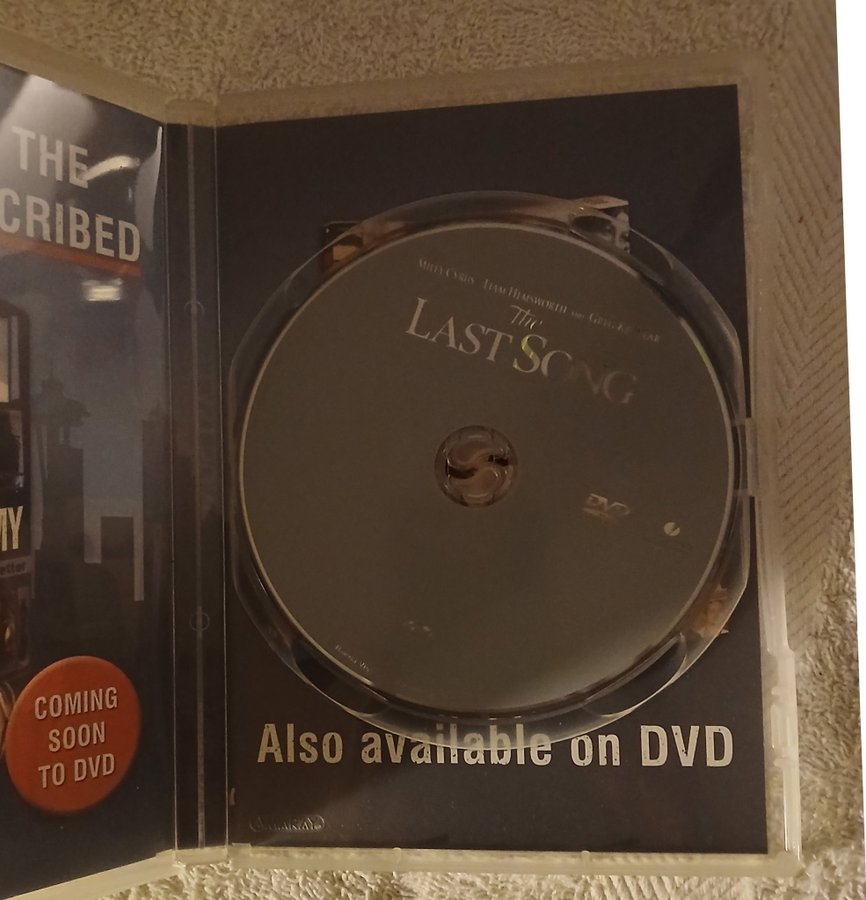 THE
CRIBED
MY
COMING
SOON
TO DVD
MILEY CYRUS LIAM HEMSWORTH AND GREG KINNEAR
The
LAST SONG
DVD
Also available on DVD
AMARAY